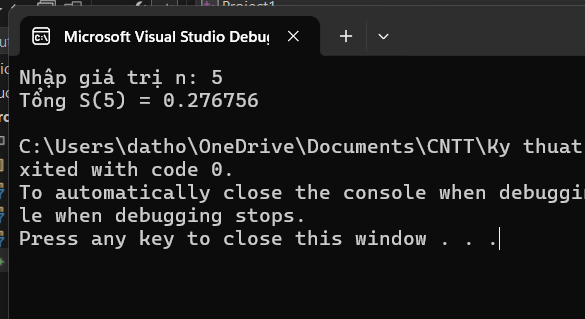 Project1
Microsoft Visual Studio Debug
Nhập giá trị n: 5
Tổng S(5) = 0.276756
C:\Users\datho\OneDrive\Documents\CNTT\Ky thuat
xited with code 0.
To automatically close the console when debuggin
le when debugging stops.
Press any key to close this window . . .